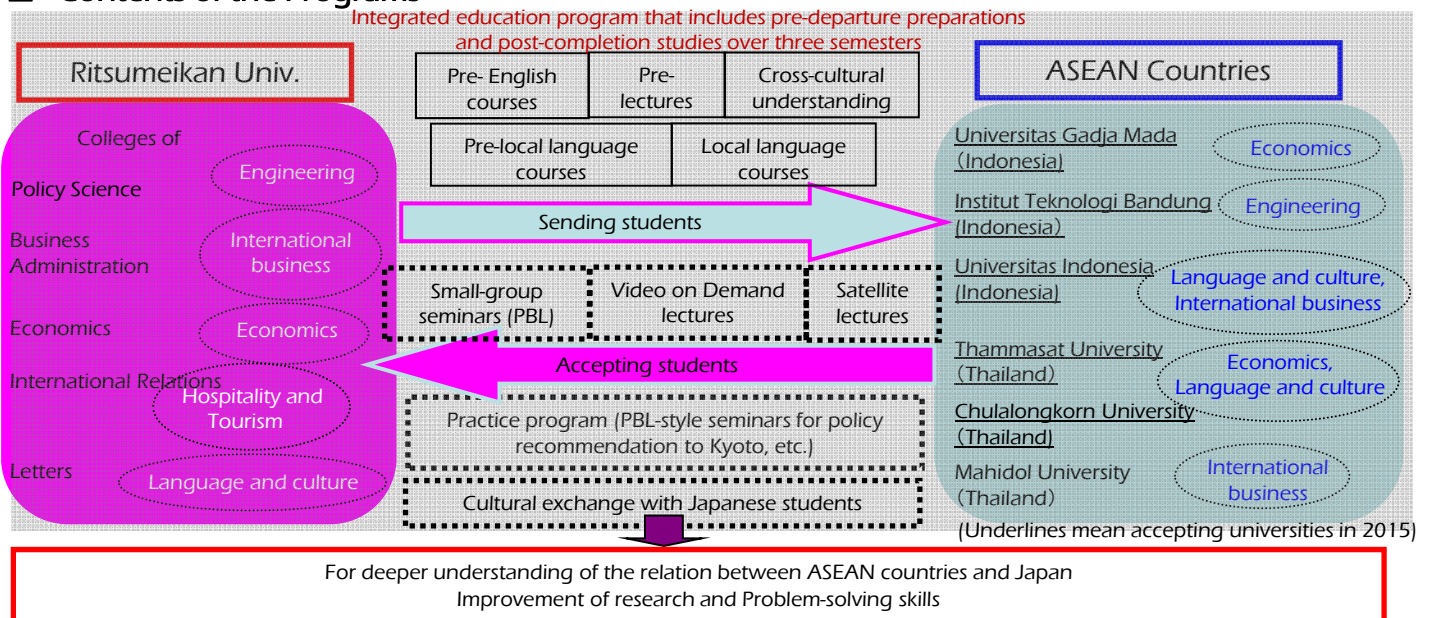 Contents of the Programs
Integrated education program that includes pre-departure preparations
and post-completion studies over three semesters
Ritsumeikan Univ.
Colleges of
Policy Science
Business
Administration
Economics
International Relations
Letters
Engineering
International
business
Economics
Hospitality and
Tourism
Language and culture
Pre- English
courses
Pre-
lectures
Cross-cultural
understanding
Pre-local language
courses
Local language
courses
Sending students
Small-group
seminars (PBL)
Video on Demand
lectures
Satellite
lectures
Accepting students
Practice program (PBL-style seminars for policy
recommendation to Kyoto, etc.)
Cultural exchange with Japanese students
ASEAN Countries
Universitas Gadja Mada
(Indonesia)
Economics
Institut Teknologi Bandung
(Indonesia)
Engineering
Universitas Indonesia
(Indonesia)
Language and culture,
International business
Thammasat University
(Thailand)
Economics,
Language and culture
Chulalongkorn University
(Thailand)
Mahidol University
(Thailand)
International
business
(Underlines mean accepting universities in 2015)
For deeper understanding of the relation between ASEAN countries and Japan
Improvement of research and Problem-solving skills